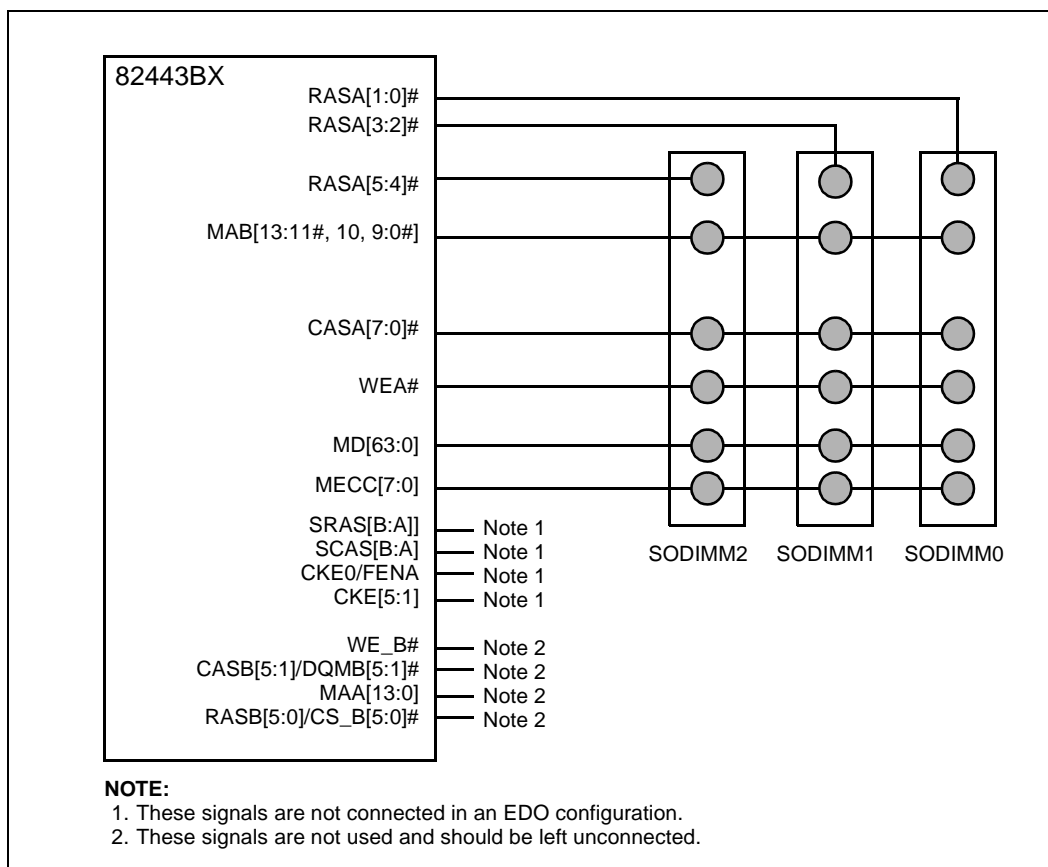 82443BX
RASA[1:0]#
RASA[3:2]#
RASA[5:4]#
MAB[13:11#, 10, 9:0#]
CASA[7:0]#
WEA#
MD[63:0]
MECC[7:0]
SRAS[B:A]] Note 1
SCAS[B:A] Note 1
CKE0/FENA Note 1
CKE[5:1] Note 1
SODIMM2 SODIMM1 SODIMM0
WE_B# Note 2
CASB[5:1]/DQMB[5:1]# Note 2
MAA[13:0] Note 2
RASB[5:0]/CS_B[5:0]# Note 2
NOTE:
1. These signals are not connected in an EDO configuration.
2. These signals are not used and should be left unconnected.